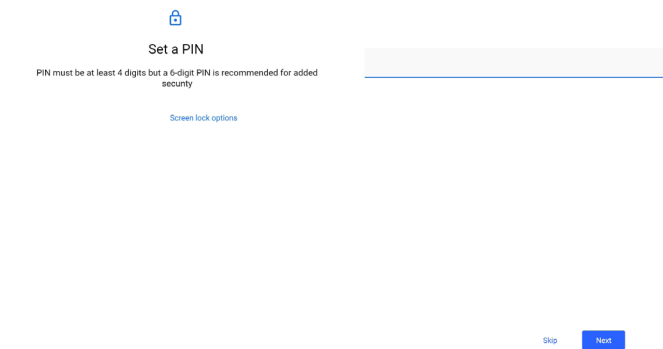 Set a PIN
PIN must be at least 4 digits but a 6-digit PIN is recommended for added
securty
Screen lock options
Skip
Next